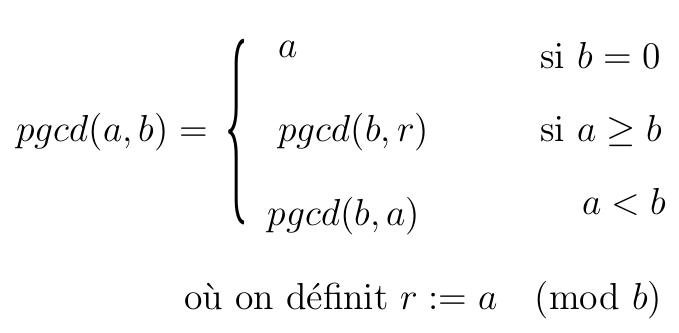 a si b = 0
pgcd(a, b) = { pgcd(b, r) si a ≥ b
pgcd(b, a) a < b
où on définit r := a (mod b)